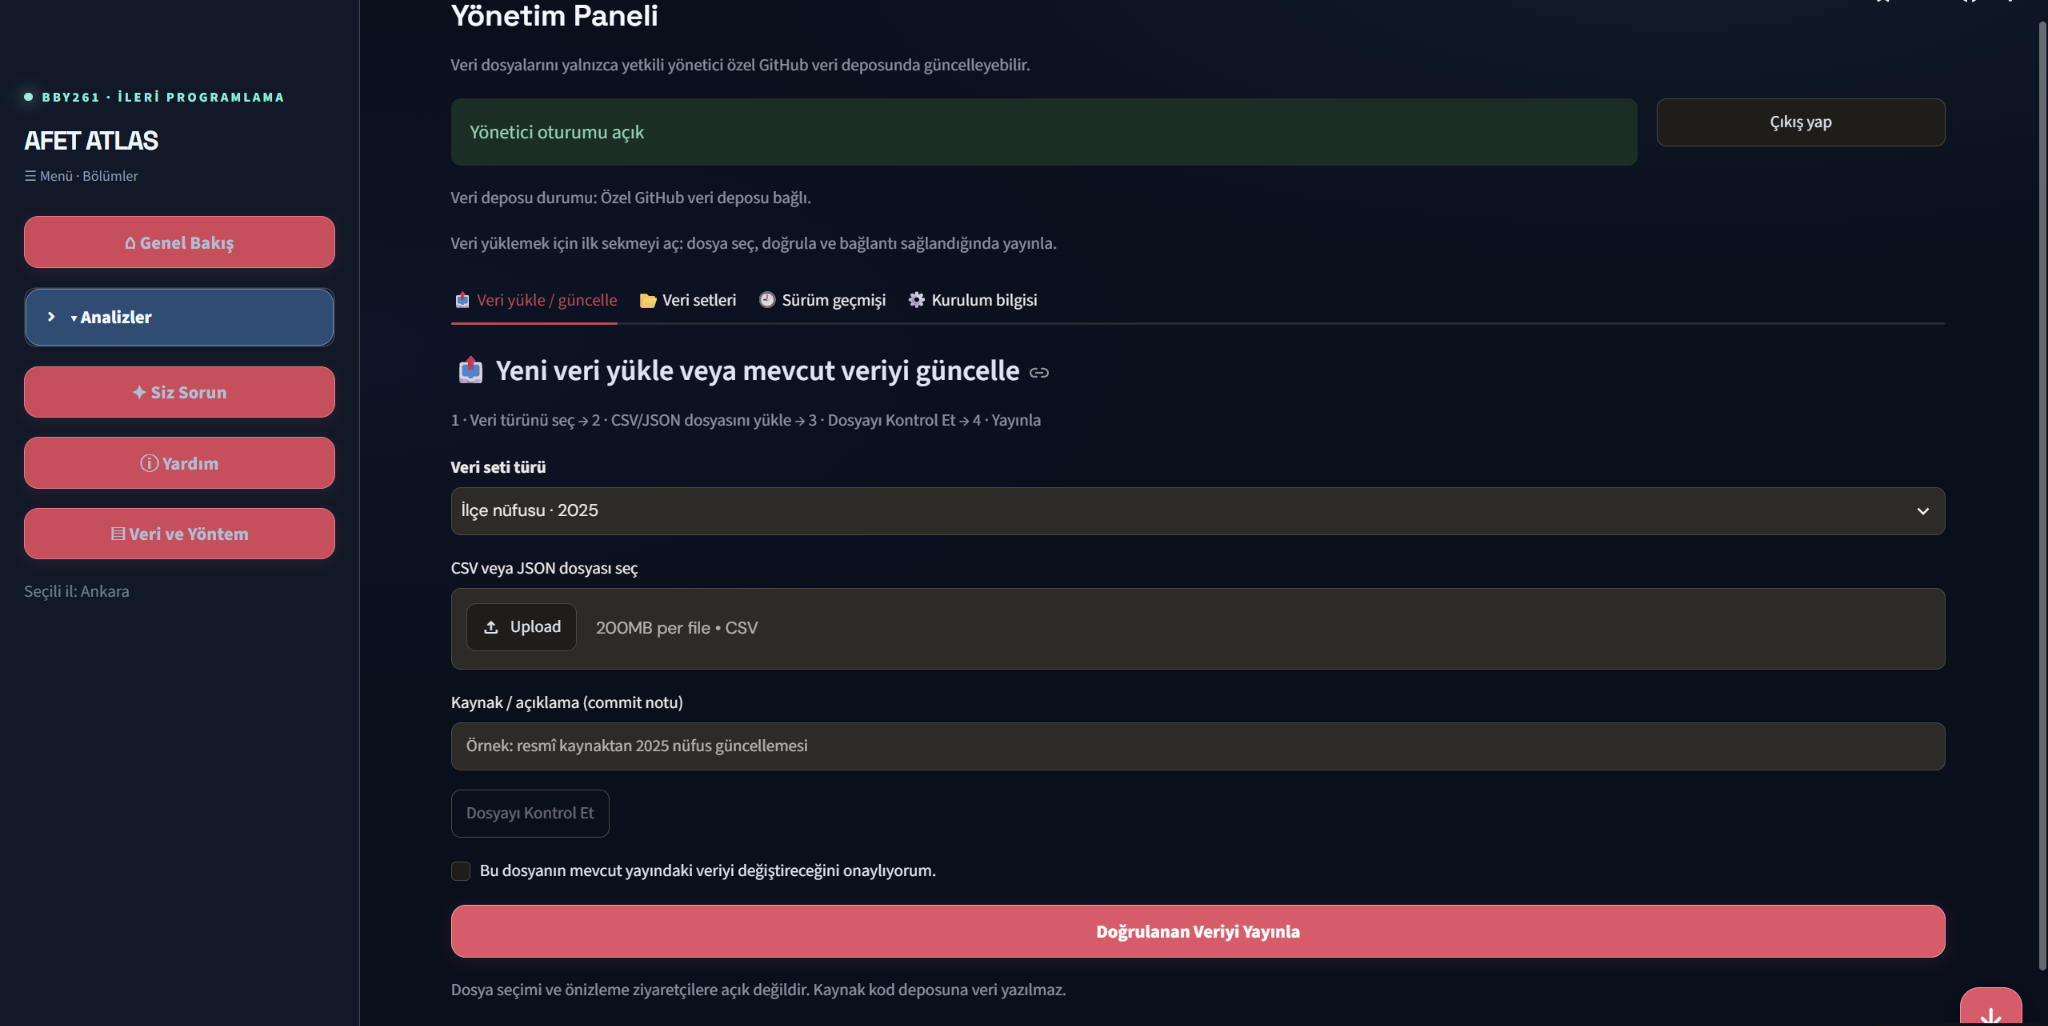 BBY261 · İLERİ PROGRAMLAMA
AFET ATLAS
☰ Menü · Bölümler
⌂ Genel Bakış
▾ Analizler
✦ Siz Sorun
ⓘ Yardım
▤ Veri ve Yöntem
Seçili il: Ankara
Yönetim Paneli
Veri dosyalarını yalnızca yetkili yönetici özel GitHub veri deposunda güncelleyebilir.
Yönetici oturumu açık
Çıkış yap
Veri deposu durumu: Özel GitHub veri deposu bağlı.
Veri yüklemek için ilk sekmeyi aç: dosya seç, doğrula ve bağlantı sağlandığında yayınla.
📤 Veri yükle / güncelle 📂 Veri setleri 🕘 Sürüm geçmişi ⚙️ Kurulum bilgisi
📤 Yeni veri yükle veya mevcut veriyi güncelle
1 · Veri türünü seç → 2 · CSV/JSON dosyasını yükle → 3 · Dosyayı Kontrol Et → 4 · Yayınla
Veri seti türü
İlçe nüfusu · 2025
CSV veya JSON dosyası seç
Upload 200MB per file • CSV
Kaynak / açıklama (commit notu)
Örnek: resmî kaynaktan 2025 nüfus güncellemesi
Dosyayı Kontrol Et
Bu dosyanın mevcut yayındaki veriyi değiştireceğini onaylıyorum.
Doğrulanan Veriyi Yayınla
Dosya seçimi ve önizleme ziyaretçilere açık değildir. Kaynak kod deposuna veri yazılmaz.